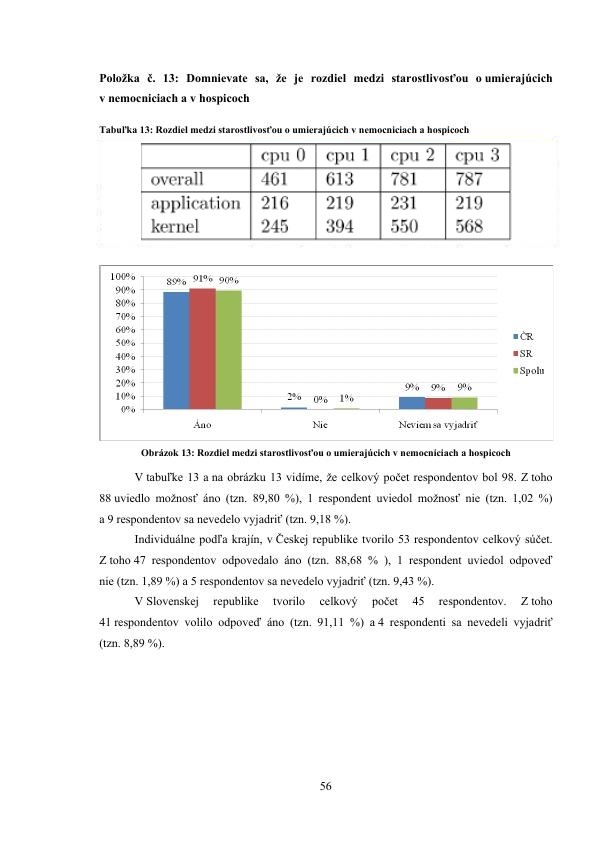 Položka č. 13: Domnievate sa, že je rozdiel medzi starostlivosťou o umierajúcich
v nemocniciach a v hospicoch
Tabuľka 13: Rozdiel medzi starostlivosťou o umierajúcich v nemocniciach a hospicoch
cpu 0 cpu 1 cpu 2 cpu 3
overall 461 613 781 787
application 216 219 231 219
kernel 245 394 550 568
100%
90%
80%
70%
60%
50%
40%
30%
20%
10%
0%
89% 91% 90%
2% 0% 1%
9% 9% 9%
Áno Nie Neviem sa vyjadriť
ČR
SR
Spolu
Obrázok 13: Rozdiel medzi starostlivosťou o umierajúcich v nemocniciach a hospicoch
V tabuľke 13 a na obrázku 13 vidíme, že celkový počet respondentov bol 98. Z toho
88 uviedlo možnosť áno (tzn. 89,80 %), 1 respondent uviedol možnosť nie (tzn. 1,02 %)
a 9 respondentov sa nevedelo vyjadriť (tzn. 9,18 %).
Individuálne podľa krajín, v Českej republike tvorilo 53 respondentov celkový súčet.
Z toho 47 respondentov odpovedalo áno (tzn. 88,68 % ), 1 respondent uviedol odpoveď
nie (tzn. 1,89 %) a 5 respondentov sa nevedelo vyjadriť (tzn. 9,43 %).
V Slovenskej republike tvorilo celkový počet 45 respondentov. Z toho
41 respondentov volilo odpoveď áno (tzn. 91,11 %) a 4 respondenti sa nevedeli vyjadriť
(tzn. 8,89 %).
56